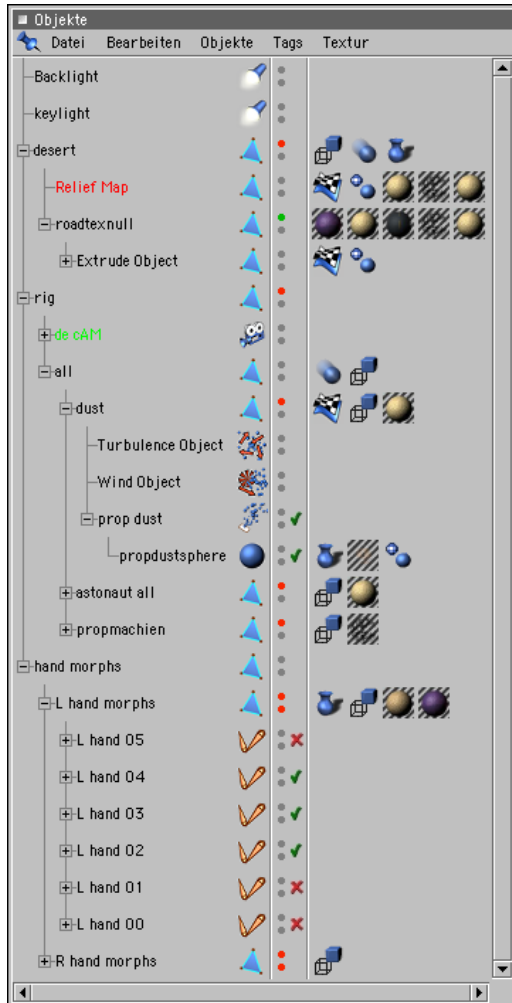 Objekte
Datei Bearbeiten Objekte Tags Textur
Backlight
keylight
desert
Relief Map
roadtexnull
Extrude Object
rig
de cAM
all
dust
Turbulence Object
Wind Object
prop dust
propdustsphere
astonaut all
propmachien
hand morphs
L hand morphs
L hand 05
L hand 04
L hand 03
L hand 02
L hand 01
L hand 00
R hand morphs